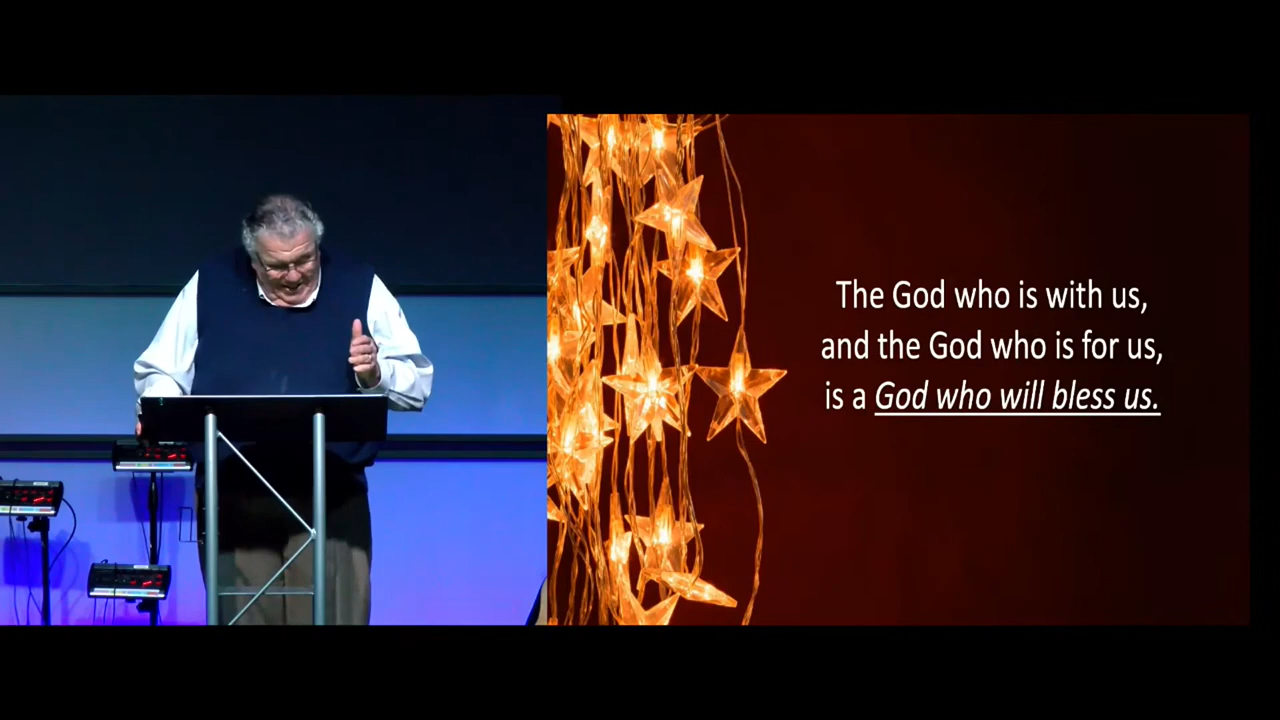 The God who is with us,
and the God who is for us,
is a God who will bless us.